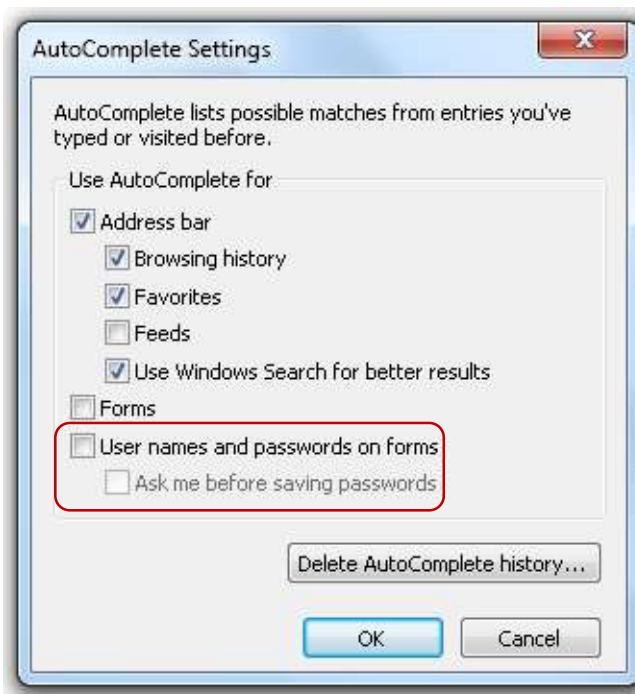 AutoComplete Settings
AutoComplete lists possible matches from entries you've
typed or visited before.
Use AutoComplete for
Address bar
Browsing history
Favorites
Feeds
Use Windows Search for better results
Forms
User names and passwords on forms
Ask me before saving passwords
Delete AutoComplete history...
OK Cancel